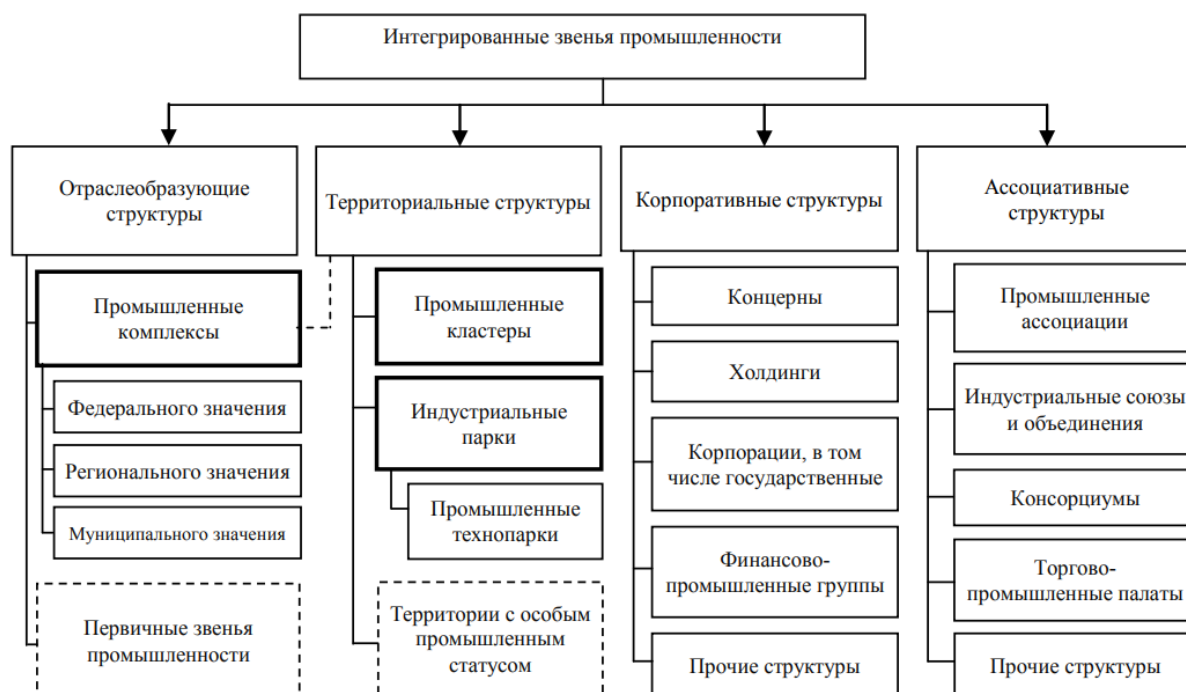 Интегрированные звенья промышленности
Отраслеобразующие
структуры
Промышленные
комплексы
Федерального значения
Регионального значения
Муниципального значения
Первичные звенья
промышленности
Территориальные структуры
Промышленные
кластеры
Индустриальные
парки
Промышленные
технопарки
Территории с особым
промышленным
статусом
Корпоративные структуры
Концерны
Холдинги
Корпорации, в том
числе государственные
Финансово-
промышленные группы
Прочие структуры
Ассоциативные
структуры
Промышленные
ассоциации
Индустриальные союзы
и объединения
Консорциумы
Торгово-
промышленные палаты
Прочие структуры